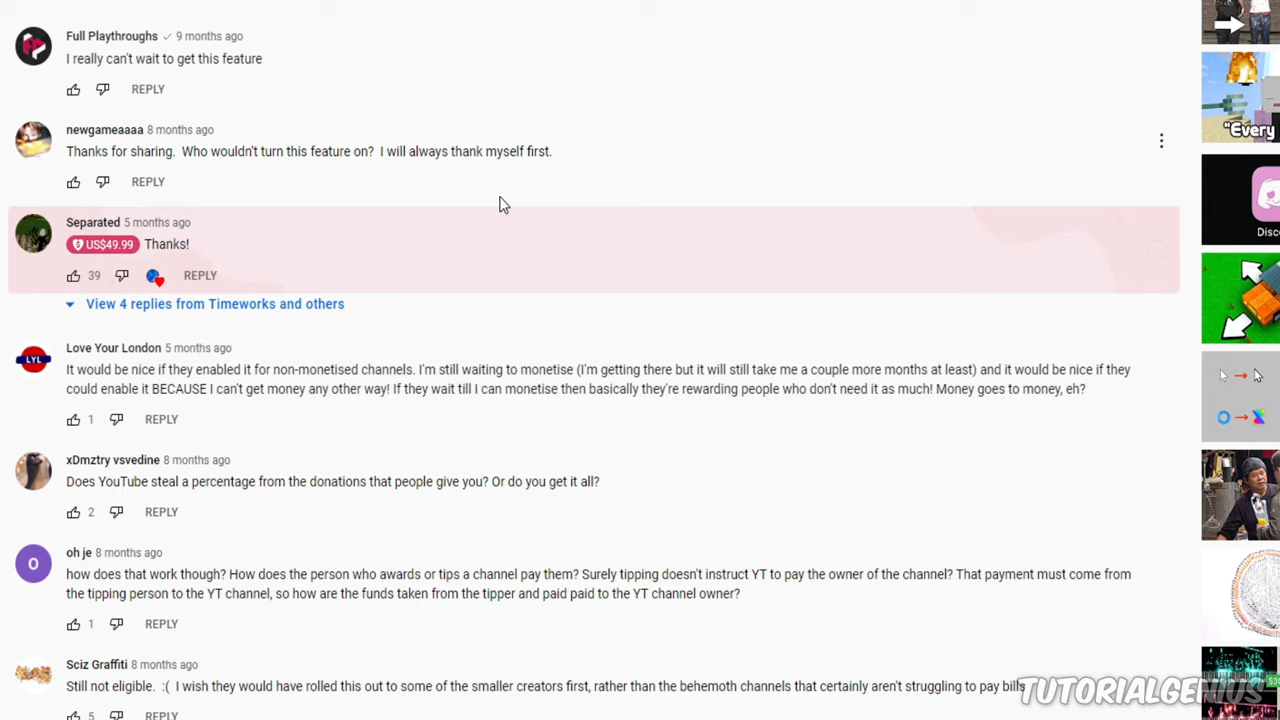 Full Playthroughs 9 months ago
I really can't wait to get this feature
REPLY
newgameaaaa 8 months ago
Thanks for sharing. Who wouldn't turn this feature on? I will always thank myself first.
"Every
REPLY
Separated 5 months ago
US$49.99 Thanks!
Disc
39 REPLY
View 4 replies from Timeworks and others
Love Your London 5 months ago
LYL
It would be nice if they enabled it for non-monetised channels. I'm still waiting to monetise (I'm getting there but it will still take me a couple more months at least) and it would be nice if they
could enable it BECAUSE I can't get money any other way! If they wait till I can monetise then basically they're rewarding people who don't need it as much! Money goes to money, eh?
1 REPLY
xDmztry vsvedine 8 months ago
Does YouTube steal a percentage from the donations that people give you? Or do you get it all?
2 REPLY
oh je 8 months ago
O
how does that work though? How does the person who awards or tips a channel pay them? Surely tipping doesn't instruct YT to pay the owner of the channel? That payment must come from
the tipping person to the YT channel, so how are the funds taken from the tipper and paid paid to the YT channel owner?
1 REPLY
Sciz Graffiti 8 months ago
Still not eligible. :( I wish they would have rolled this out to some of the smaller creators first, rather than the behemoth channels that certainly aren't struggling to pay bills
TUTORIALGENIUS
5 REPLY